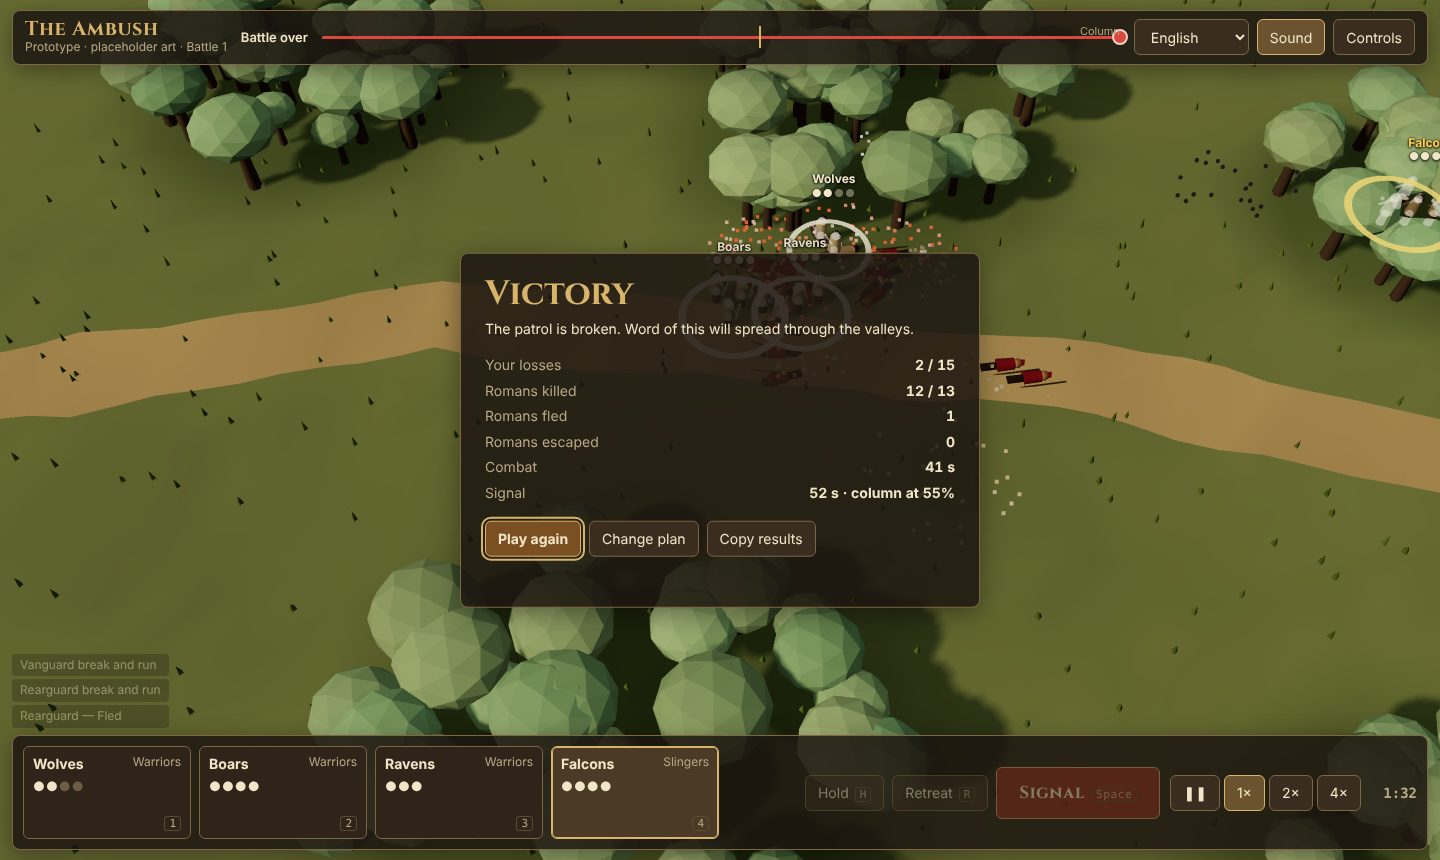 The Ambush
Prototype · placeholder art · Battle 1
Battle over
Column
English
Sound
Controls
Falco
Wolves
Boars
Ravens
Victory
The patrol is broken. Word of this will spread through the valleys.
Your losses 2 / 15
Romans killed 12 / 13
Romans fled 1
Romans escaped 0
Combat 41 s
Signal 52 s · column at 55%
Play again
Change plan
Copy results
Vanguard break and run
Rearguard break and run
Rearguard — Fled
Wolves Warriors
1
Boars Warriors
2
Ravens Warriors
3
Falcons Slingers
4
Hold H
Retreat R
Signal Space
1×
2×
4×
1:32